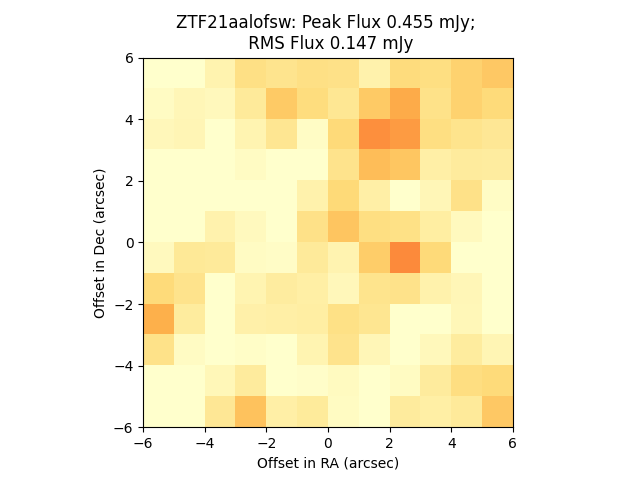 ZTF21aalofsw: Peak Flux 0.455 mJy;
RMS Flux 0.147 mJy
6
4
2
0
−2
−4
−6
Offset in Dec (arcsec)
−6 −4 −2 0 2 4 6
Offset in RA (arcsec)